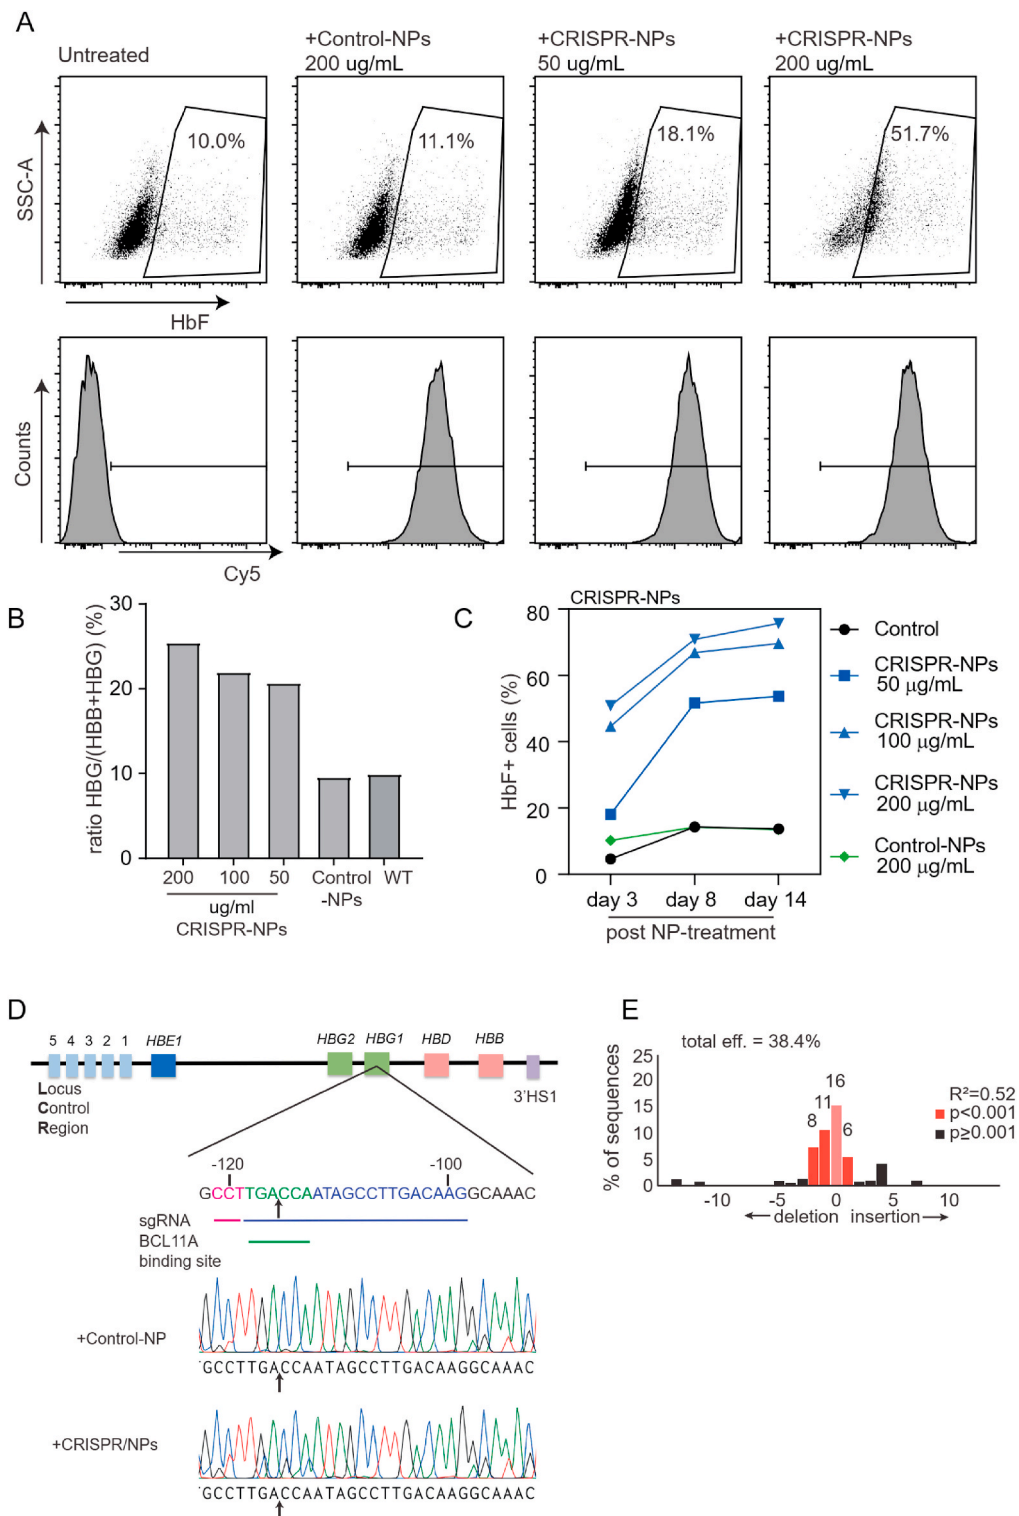 A
Untreated
+Control-NPs
200 ug/mL
+CRISPR-NPs
50 ug/mL
+CRISPR-NPs
200 ug/mL
SSC-A
10.0%
11.1%
18.1%
51.7%
HbF
Counts
Cy5
B
ratio HBG/(HBB+HBG) (%)
30
20
10
0
200 100 50 Control WT
-NPs
ug/ml
CRISPR-NPs
C
CRISPR-NPs
HbF+ cells (%)
80
60
40
20
0
day 3 day 8 day 14
post NP-treatment
Control
CRISPR-NPs
50 µg/mL
CRISPR-NPs
100 µg/mL
CRISPR-NPs
200 µg/mL
Control-NPs
200 µg/mL
D
5 4 3 2 1 HBE1 HBG2 HBG1 HBD HBB
Locus
Control
Region
3'HS1
-120 -100
GCCTTGACCAATAGCCTTGACAAGGCAAAC
sgRNA
BCL11A
binding site
+Control-NP
'GCCTTGACCAATAGCCTTGACAAGGCAAAC
+CRISPR/NPs
GCCTTGACCAATAGCCTTGACAAGGCAAAC
E
total eff. = 38.4%
% of sequences
25
20
15
10
5
0
8
11
16
6
R²=0.52
p<0.001
p≥0.001
-10 -5 0 5 10
deletion insertion